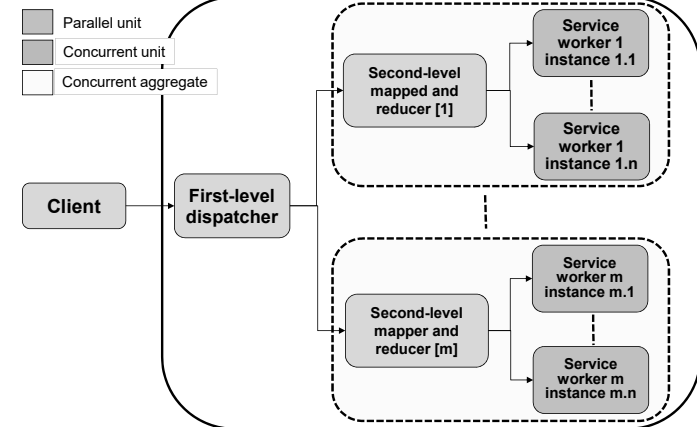 Parallel unit
Concurrent unit
Concurrent aggregate
Client
First-level
dispatcher
Second-level
mapped and
reducer [1]
Service
worker 1
instance 1.1
Service
worker 1
instance 1.n
Second-level
mapper and
reducer [m]
Service
worker m
instance m.1
Service
worker m
instance m.n